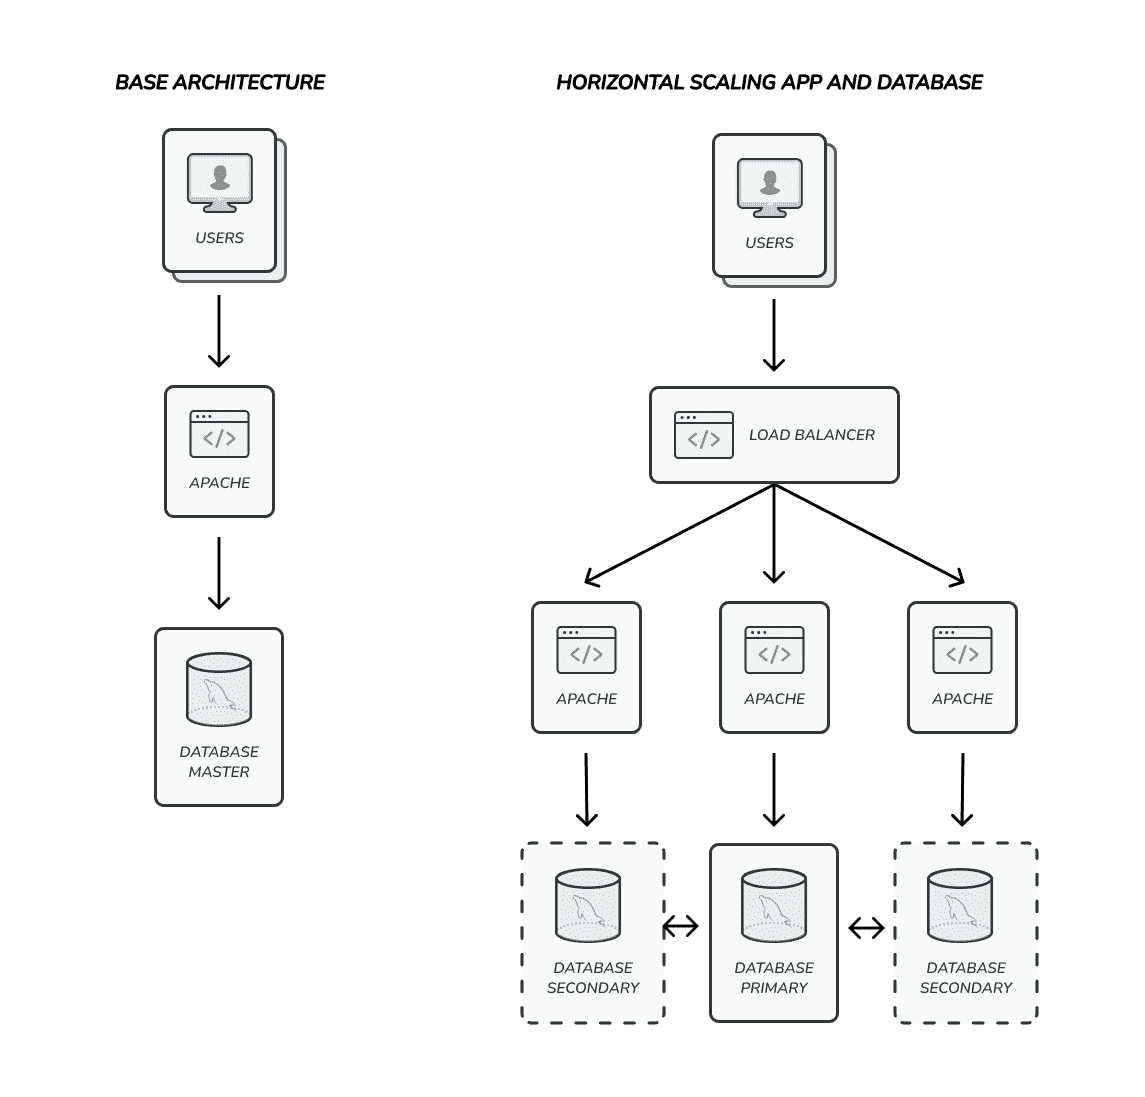 BASE ARCHITECTURE
USERS
APACHE
DATABASE
MASTER
HORIZONTAL SCALING APP AND DATABASE
USERS
LOAD BALANCER
APACHE
APACHE
APACHE
DATABASE
SECONDARY
DATABASE
PRIMARY
DATABASE
SECONDARY